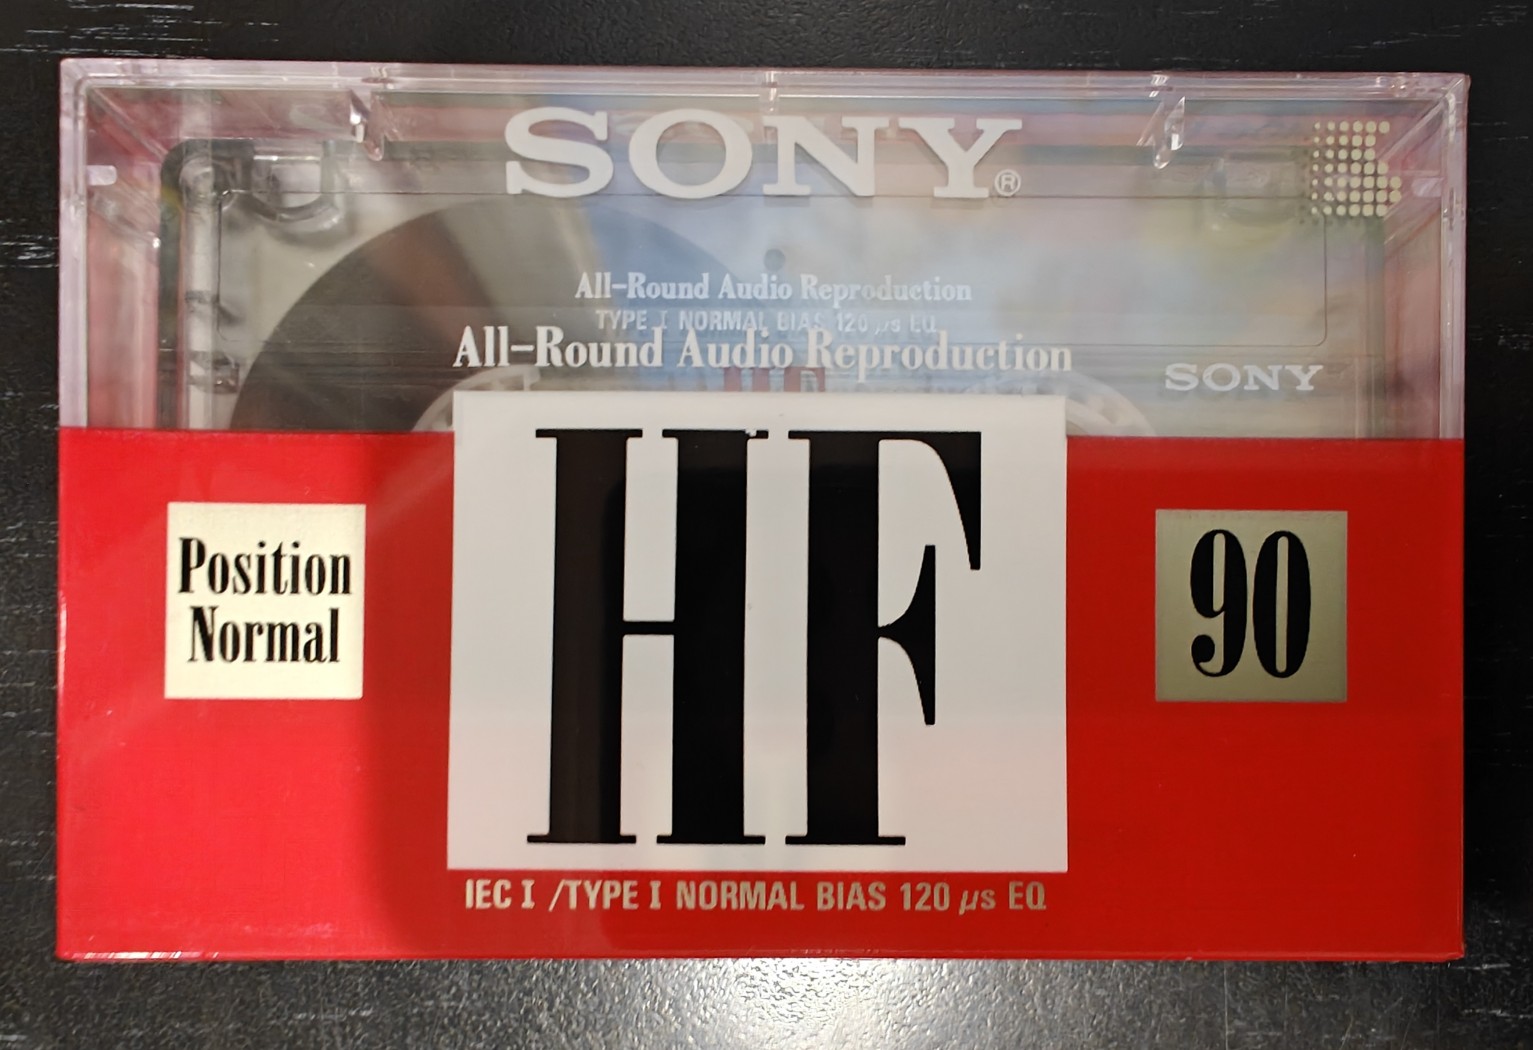 SONY®
All-Round Audio Reproduction
TYPE I NORMAL BIAS 120 µs EQ
All-Round Audio Reproduction
SONY
HF
HF
Position
Normal
90
IEC I /TYPE I NORMAL BIAS 120 µs EQ